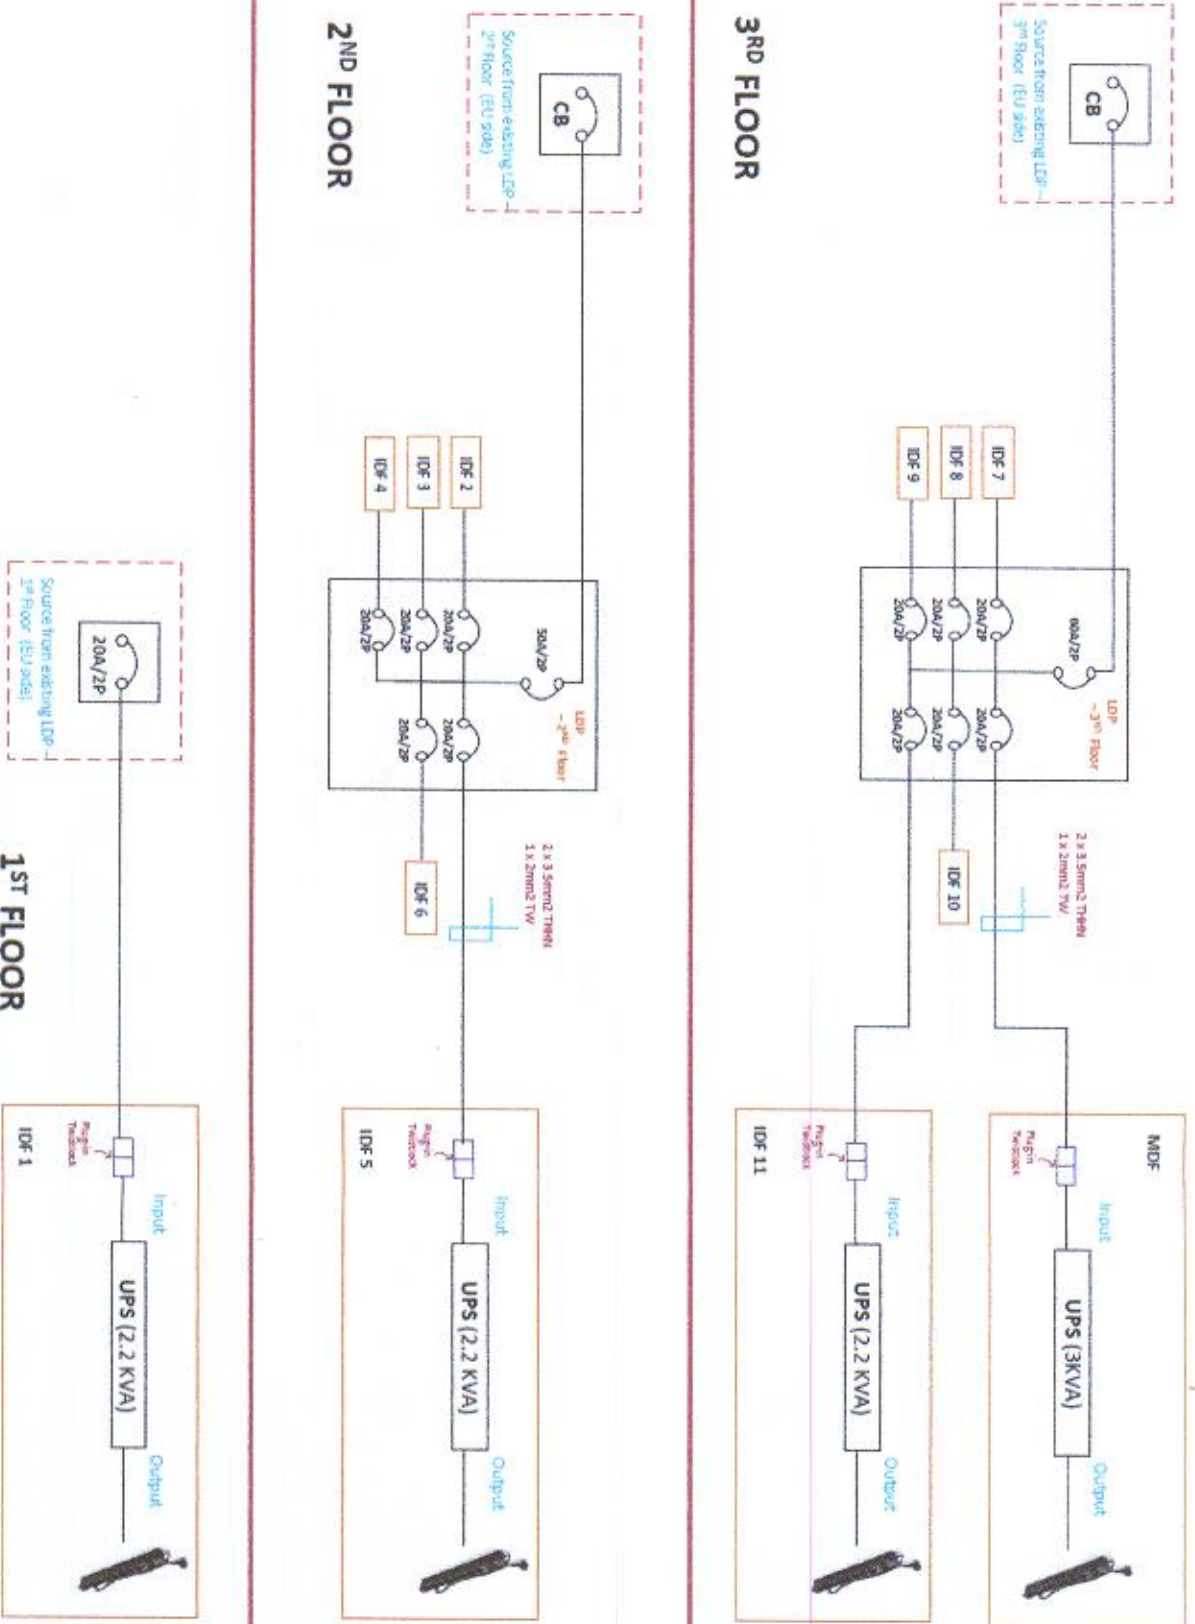 3RD FLOOR
Source from existing LDP –
3rd Floor (EU side)
CB
IDF 7
IDF 8
IDF 9
60A/2P
LDP
– 3RD Floor
20A/2P
20A/2P
20A/2P
20A/2P
20A/2P
20A/2P
IDF 10
2 x 3.5mm2 THHN
1 x 2mm2 TW
MDF
Plug-in
Twistlock
Input
UPS (3KVA)
Output
IDF 11
Plug-in
Twistlock
Input
UPS (2.2 KVA)
Output
2ND FLOOR
Source from existing LDP –
2nd Floor (EU side)
CB
IDF 2
IDF 3
IDF 4
50A/2P
LDP
– 2ND Floor
20A/2P
20A/2P
20A/2P
20A/2P
20A/2P
IDF 6
2 x 3.5mm2 THHN
1 x 2mm2 TW
IDF 5
Plug-in
Twistlock
Input
UPS (2.2 KVA)
Output
1ST FLOOR
20A/2P
Source from existing LDP –
1st Floor (EU side)
IDF 1
Plug-in
Twistlock
Input
UPS (2.2 KVA)
Output